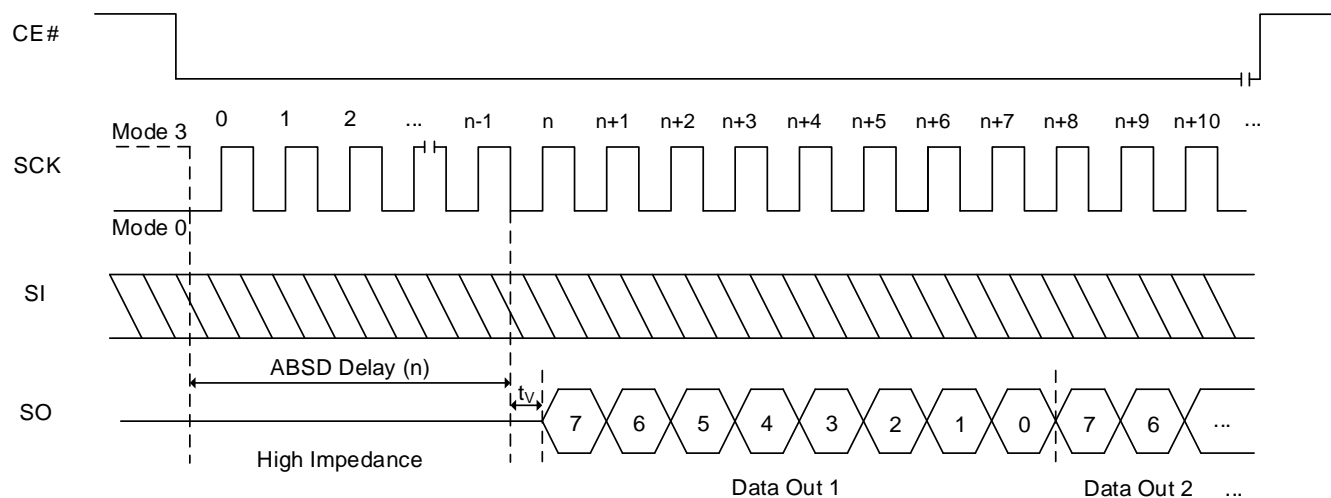 CE#
0 1 2 ... n-1 n n+1 n+2 n+3 n+4 n+5 n+6 n+7 n+8 n+9 n+10 ...
Mode 3
SCK
Mode 0
SI
ABSD Delay (n)
tV
SO
7 6 5 4 3 2 1 0 7 6 ...
High Impedance
Data Out 1
Data Out 2 ...